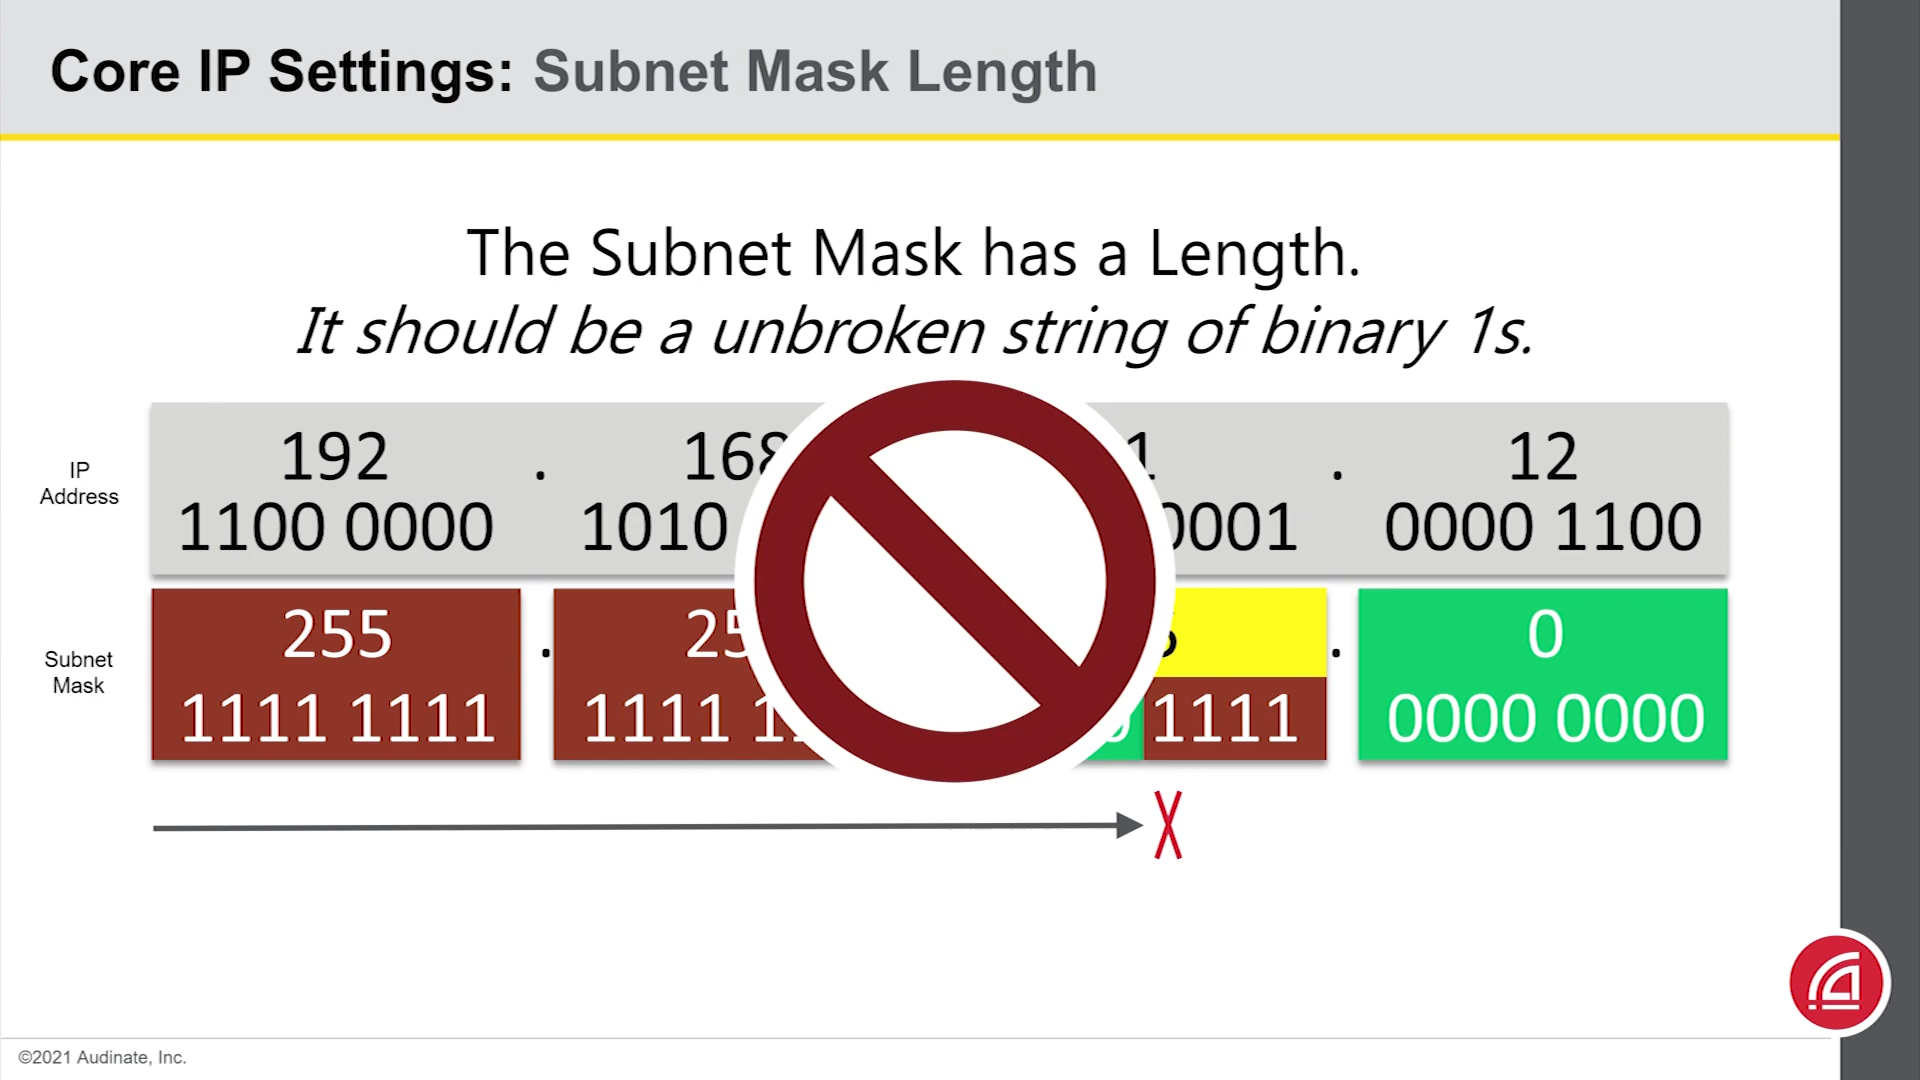 Core IP Settings: Subnet Mask Length
The Subnet Mask has a Length.
It should be a unbroken string of binary 1s.
IP
Address
192 . 168 1 . 12
1100 0000 1010 0001 0000 1100
Subnet
Mask
255 . 25 . 0
1111 1111 1111 1111 0000 0000
X
©2021 Audinate, Inc.